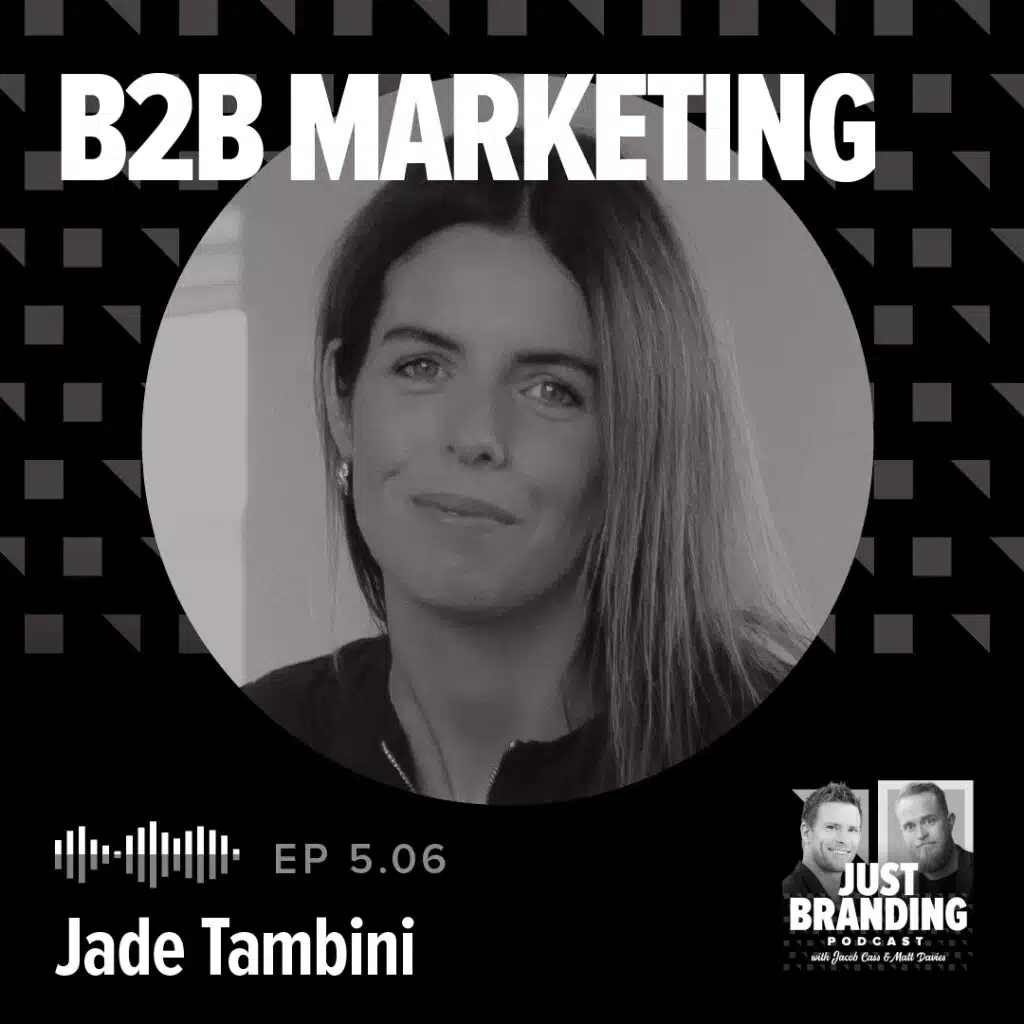 B2B MARKETING
EP 5.06
Jade Tambini
JUST
BRANDING
PODCAST
with Jacob Cass & Matt Davies